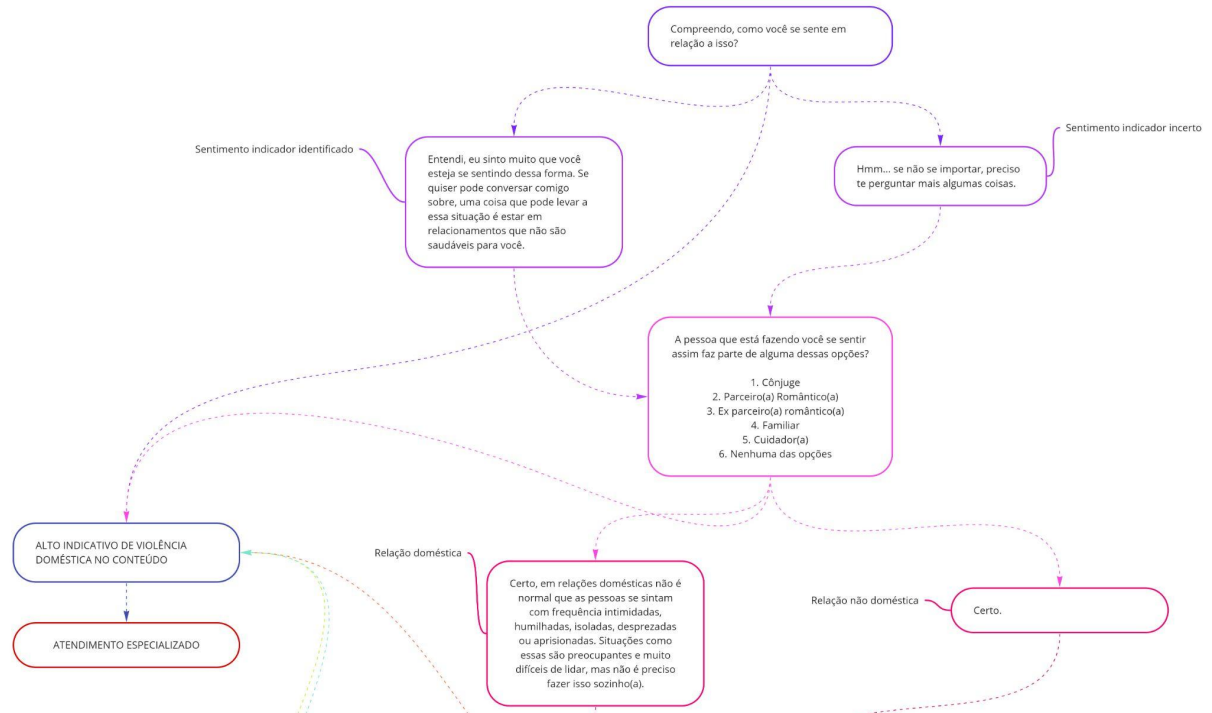 Compreendo, como você se sente em
relação a isso?
Sentimento indicador identificado
Entendi, eu sinto muito que você
esteja se sentindo dessa forma. Se
quiser pode conversar comigo
sobre, uma coisa que pode levar a
essa situação é estar em
relacionamentos que não são
saudáveis para você.
Sentimento indicador incerto
Hmm... se não se importar, preciso
te perguntar mais algumas coisas.
A pessoa que está fazendo você se sentir
assim faz parte de alguma dessas opções?
1. Cônjuge
2. Parceiro(a) Romântico(a)
3. Ex parceiro(a) romântico(a)
4. Familiar
5. Cuidador(a)
6. Nenhuma das opções
ALTO INDICATIVO DE VIOLÊNCIA
DOMÉSTICA NO CONTEÚDO
ATENDIMENTO ESPECIALIZADO
Relação doméstica
Certo, em relações domésticas não é
normal que as pessoas se sintam
com frequência intimidadas,
humilhadas, isoladas, desprezadas
ou aprisionadas. Situações como
essas são preocupantes e muito
difíceis de lidar, mas não é preciso
fazer isso sozinho(a).
Relação não doméstica
Certo.